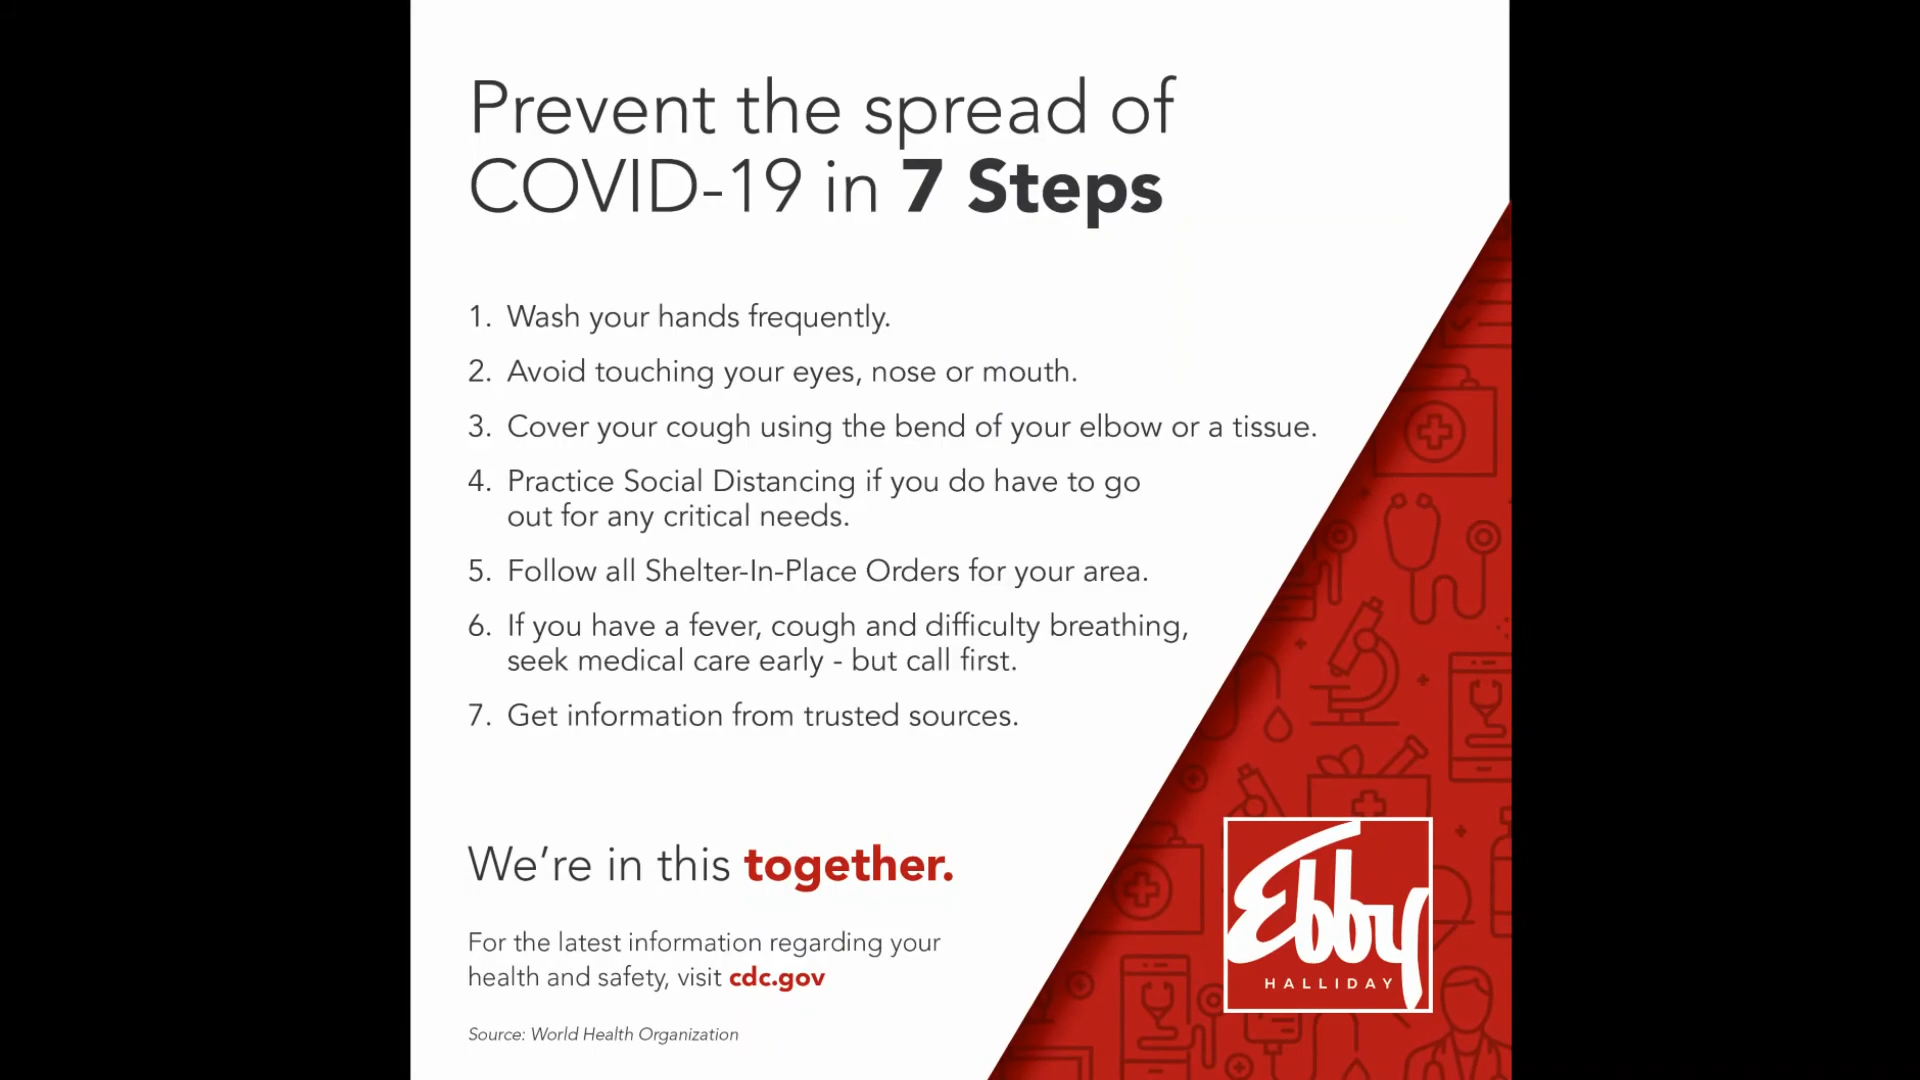 Prevent the spread of
COVID-19 in 7 Steps
1. Wash your hands frequently.
2. Avoid touching your eyes, nose or mouth.
3. Cover your cough using the bend of your elbow or a tissue.
4. Practice Social Distancing if you do have to go
out for any critical needs.
5. Follow all Shelter-In-Place Orders for your area.
6. If you have a fever, cough and difficulty breathing,
seek medical care early - but call first.
7. Get information from trusted sources.
We're in this together.
For the latest information regarding your
health and safety, visit cdc.gov
Source: World Health Organization
Ebby
HALLIDAY